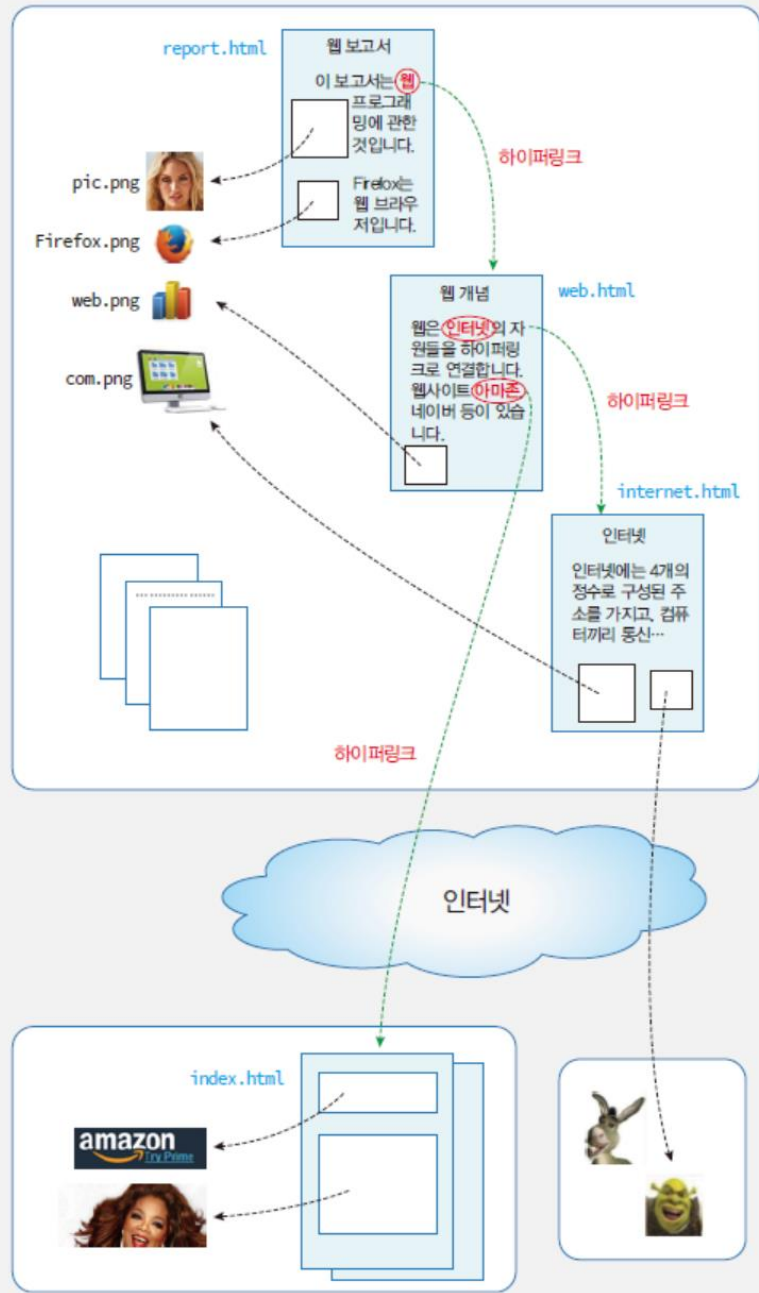 report.html
웹 보고서
이 보고서는 웹
프로그래
밍에 관한
것입니다.
하이퍼링크
pic.png
Firefox는
웹 브라우
저입니다.
Firefox.png
web.png
웹 개념
web.html
웹은 인터넷의 자
원들을 하이퍼링
크로 연결합니다.
웹사이트 아마존
네이버 등이 있습
니다.
com.png
하이퍼링크
internet.html
인터넷
인터넷에는 4개의
정수로 구성된 주
소를 가지고, 컴퓨
터끼리 통신…
하이퍼링크
인터넷
index.html
amazon
Try Prime